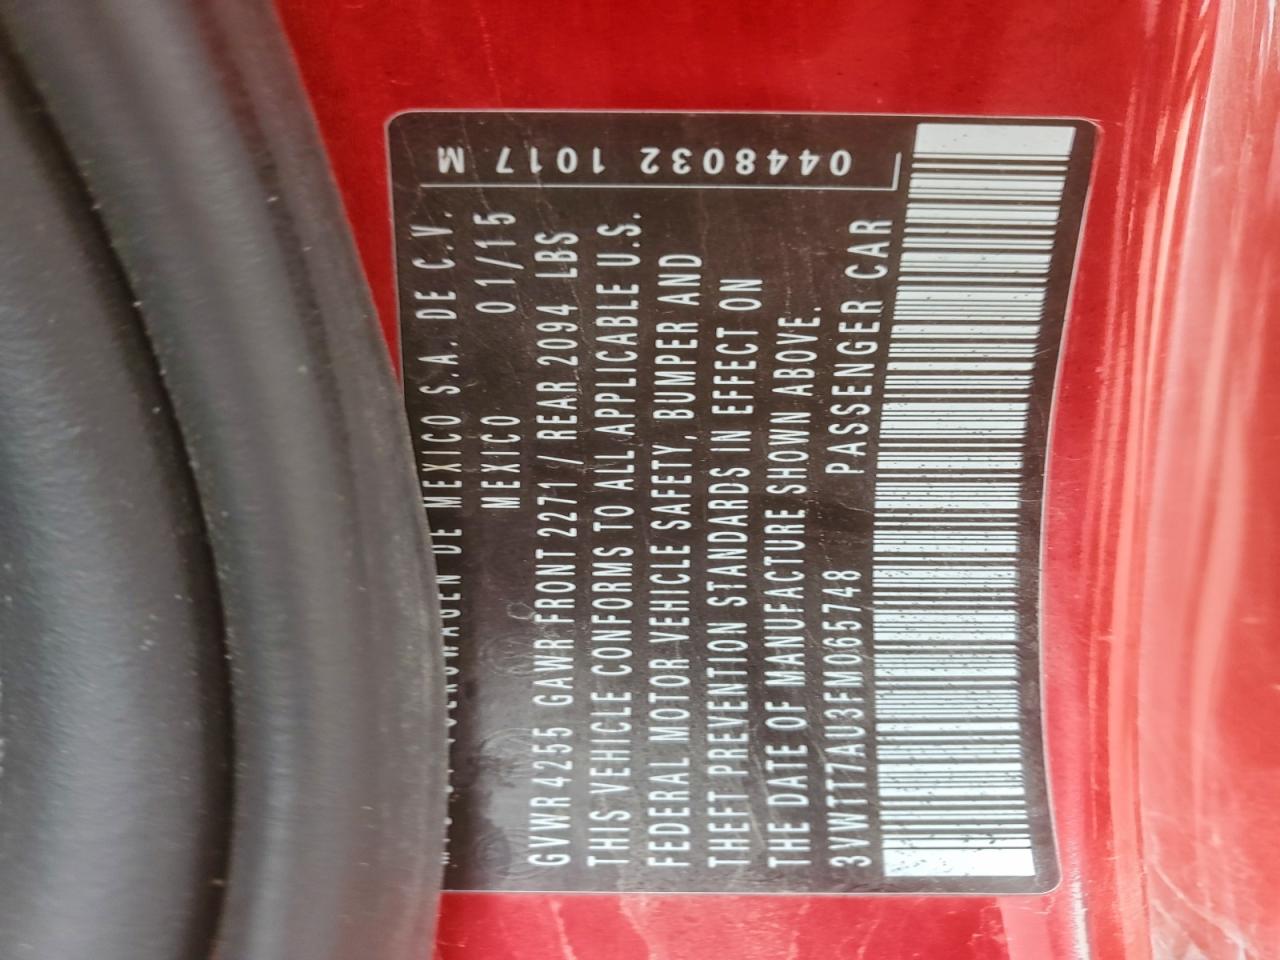 VOLKSWAGEN DE MEXICO S.A. DE C.V.
MEXICO 01/15
GVWR 4255 GAWR FRONT 2271 / REAR 2094 LBS
THIS VEHICLE CONFORMS TO ALL APPLICABLE U.S.
FEDERAL MOTOR VEHICLE SAFETY, BUMPER AND
THEFT PREVENTION STANDARDS IN EFFECT ON
THE DATE OF MANUFACTURE SHOWN ABOVE.
3VWTT7AU3FM065748 PASSENGER CAR
0448032 1017 M